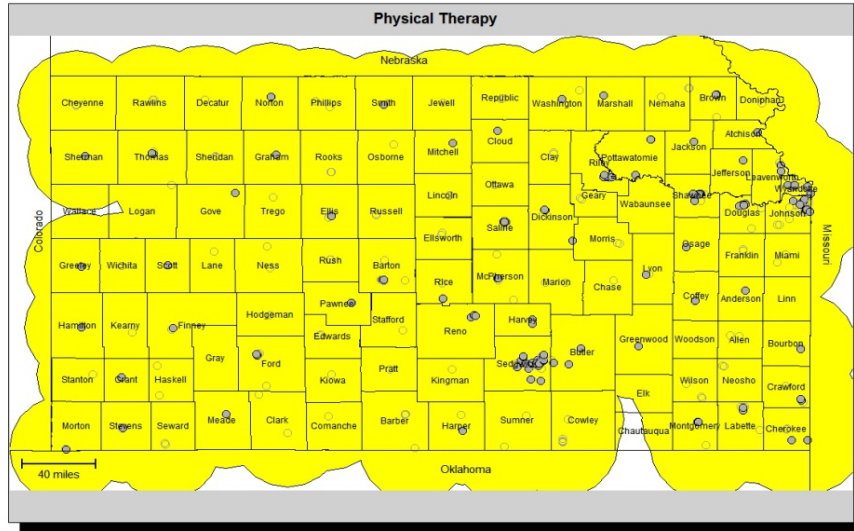 Physical Therapy
Nebraska
Cheyenne Rawlins Decatur Norton Phillips Smith Jewell Republic Washington Marshall Nemaha Brown Doniphan
Sherman Thomas Sheridan Graham Rooks Osborne Mitchell Cloud Clay Riley Pottawatomie Jackson Atchison
Jefferson Leavenworth Wyandotte
Wallace Logan Gove Trego Ellis Russell Lincoln Ottawa Dickinson Geary Wabaunsee Shawnee Douglas Johnson
Colorado
Saline
Missouri
Greeley Wichita Scott Lane Ness Rush Barton Ellsworth Rice McPherson Marion Morris Chase Lyon Osage Franklin Miami
Coffey Anderson Linn
Hamilton Kearny Finney Hodgeman Pawnee Stafford Reno Harvey
Gray Ford Edwards Butler Greenwood Woodson Allen Bourbon
Stanton Grant Haskell Kiowa Pratt Kingman Elk Wilson Neosho Crawford
Morton Stevens Seward Meade Clark Comanche Barber Harper Sumner Cowley Chautauqua Montgomery Labette Cherokee
40 miles
Oklahoma